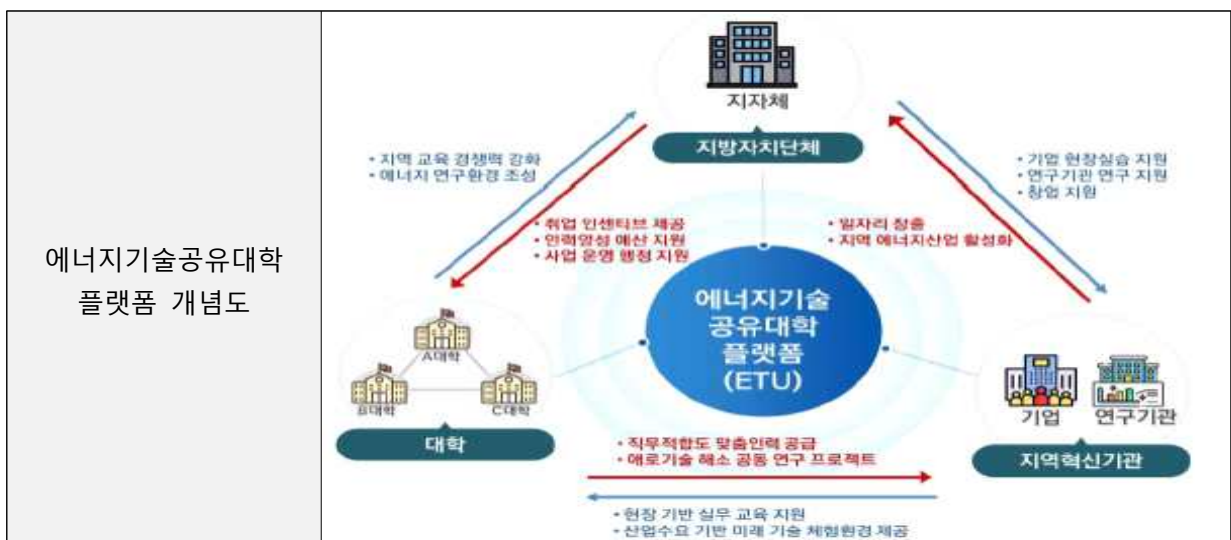 에너지기술공유대학
플랫폼 개념도
지자체
지방자치단체
• 지역 교육 경쟁력 강화
• 에너지 연구환경 조성
• 기업 현장실습 지원
• 연구기관 연구 지원
• 창업 지원
• 취업 인센티브 제공
• 인력양성 예산 지원
• 사업 운영 행정 지원
• 일자리 창출
• 지역 에너지산업 활성화
에너지기술
공유대학
플랫폼
(ETU)
A대학
B대학
C대학
대학
기업
연구기관
지역혁신기관
• 직무적합도 맞춤인력 공급
• 애로기술 해소 공동 연구 프로젝트
• 현장 기반 실무 교육 지원
• 산업수요 기반 미래 기술 체험환경 제공